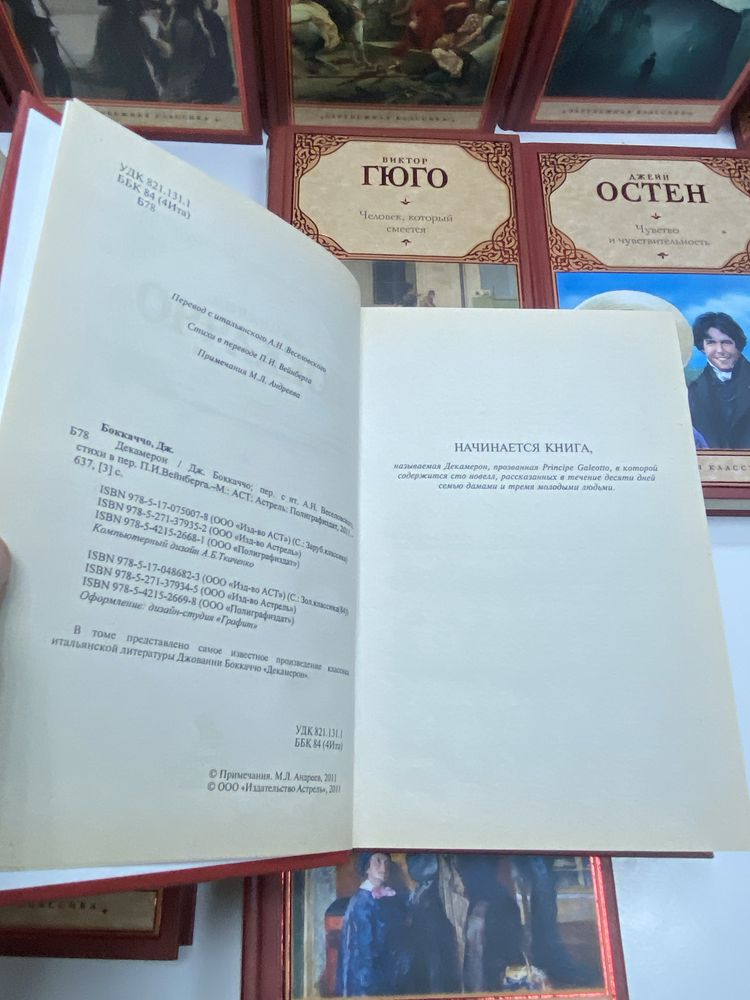 ЗАРУБЕЖНАЯ КЛАССИКА
ВИКТОР
ГЮГО
Человек, который
смеется
ДЖЕЙН
ОСТЕН
Чувство
и чувствительность
УДК 821.131.1
ББК 84 (4Ита)
Б78
Перевод с итальянского А.Н. Веселовского
Стихи в переводе П.И. Вейнберга
Примечания М.Л. Андреева
Боккаччо, Дж.
Б78 Декамерон / Дж. Боккаччо; пер. с ит. А.Н. Веселовского,
стихи в пер. П.И.Вейнберга.–М.: АСТ: Астрель: Полиграфиздат, 2011.–
637, [3] с.
ISBN 978-5-17-075007-8 (ООО «Изд-во АСТ») (С.: Заруб.классика)
ISBN 978-5-271-37935-2 (ООО «Изд-во Астрель»)
ISBN 978-5-4215-2668-1 (ООО «Полиграфиздат»)
Компьютерный дизайн А.Б.Ткаченко
ISBN 978-5-17-048682-3 (ООО «Изд-во АСТ») (С.: Зол.классика(84))
ISBN 978-5-271-37934-5 (ООО «Изд-во Астрель»)
ISBN 978-5-4215-2669-8 (ООО «Полиграфиздат»)
Оформление: дизайн-студия «Графит»
В томе представлено самое известное произведение классика
итальянской литературы Джованни Боккаччо «Декамерон».
УДК 821.131.1
ББК 84 (4Ита)
© Примечания. М.Л. Андреев, 2011
© ООО «Издательство Астрель», 2011
НАЧИНАЕТСЯ КНИГА,
называемая Декамерон, прозванная Principe Galeotto, в которой
содержится сто новелл, рассказанных в течение десяти дней
семью дамами и тремя молодыми людьми.